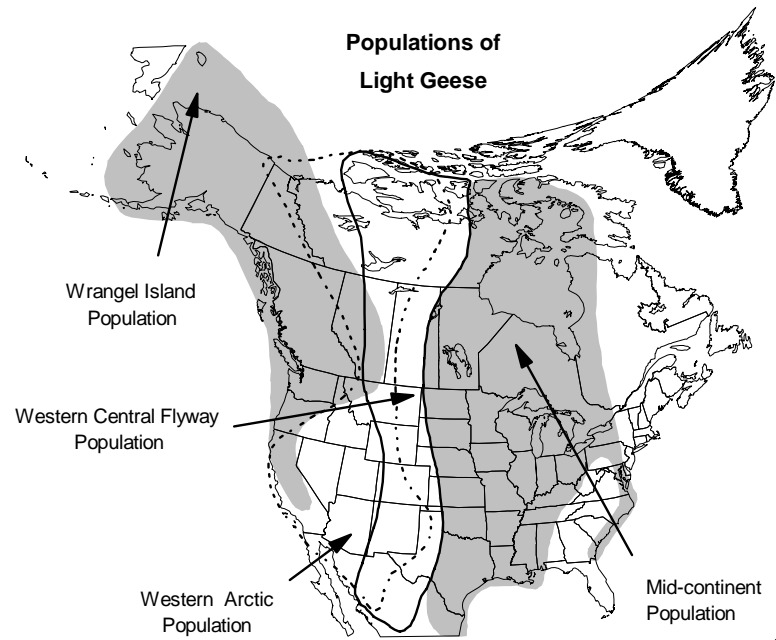 Populations of
Light Geese
Wrangel Island
Population
Western Central Flyway
Population
Western Arctic
Population
Mid-continent
Population